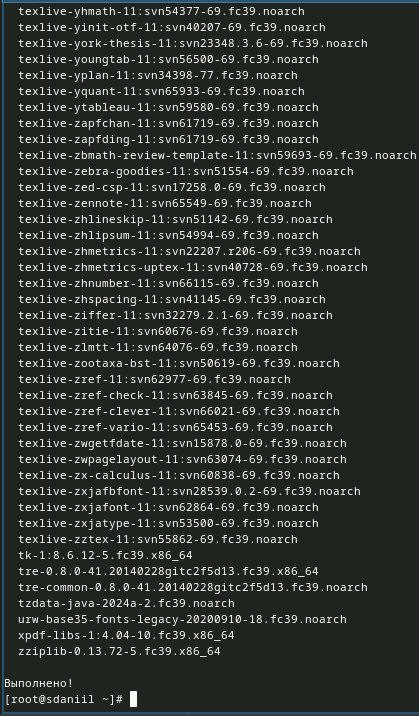 texlive-yhmath-11:svn54377-69.fc39.noarch
texlive-yinit-otf-11:svn40207-69.fc39.noarch
texlive-york-thesis-11:svn23348.3.6-69.fc39.noarch
texlive-youngtab-11:svn56500-69.fc39.noarch
texlive-yplan-11:svn34398-77.fc39.noarch
texlive-yquant-11:svn65933-69.fc39.noarch
texlive-ytableau-11:svn59580-69.fc39.noarch
texlive-zapfchan-11:svn61719-69.fc39.noarch
texlive-zapfding-11:svn61719-69.fc39.noarch
texlive-zbmath-review-template-11:svn59693-69.fc39.noarch
texlive-zebra-goodies-11:svn51554-69.fc39.noarch
texlive-zed-csp-11:svn17258.0-69.fc39.noarch
texlive-zennote-11:svn65549-69.fc39.noarch
texlive-zhlineskip-11:svn51142-69.fc39.noarch
texlive-zhlipsum-11:svn54994-69.fc39.noarch
texlive-zhmetrics-11:svn22207.r206-69.fc39.noarch
texlive-zhmetrics-uptex-11:svn40728-69.fc39.noarch
texlive-zhnumber-11:svn66115-69.fc39.noarch
texlive-zhspacing-11:svn41145-69.fc39.noarch
texlive-ziffer-11:svn32279.2.1-69.fc39.noarch
texlive-zitie-11:svn60676-69.fc39.noarch
texlive-zlmtt-11:svn64076-69.fc39.noarch
texlive-zootaxa-bst-11:svn50619-69.fc39.noarch
texlive-zref-11:svn62977-69.fc39.noarch
texlive-zref-check-11:svn63845-69.fc39.noarch
texlive-zref-clever-11:svn66021-69.fc39.noarch
texlive-zref-vario-11:svn65453-69.fc39.noarch
texlive-zwgetfdate-11:svn15878.0-69.fc39.noarch
texlive-zwpagelayout-11:svn63074-69.fc39.noarch
texlive-zx-calculus-11:svn60838-69.fc39.noarch
texlive-zxjafbfont-11:svn28539.0.2-69.fc39.noarch
texlive-zxjafont-11:svn62864-69.fc39.noarch
texlive-zxjatype-11:svn53500-69.fc39.noarch
texlive-zztex-11:svn55862-69.fc39.noarch
tk-1:8.6.12-5.fc39.x86_64
tre-0.8.0-41.20140228gitc2f5d13.fc39.x86_64
tre-common-0.8.0-41.20140228gitc2f5d13.fc39.noarch
tzdata-java-2024a-2.fc39.noarch
urw-base35-fonts-legacy-20200910-18.fc39.noarch
xpdf-libs-1:4.04-10.fc39.x86_64
zziplib-0.13.72-5.fc39.x86_64
Выполнено!
[root@sdaniil ~]#